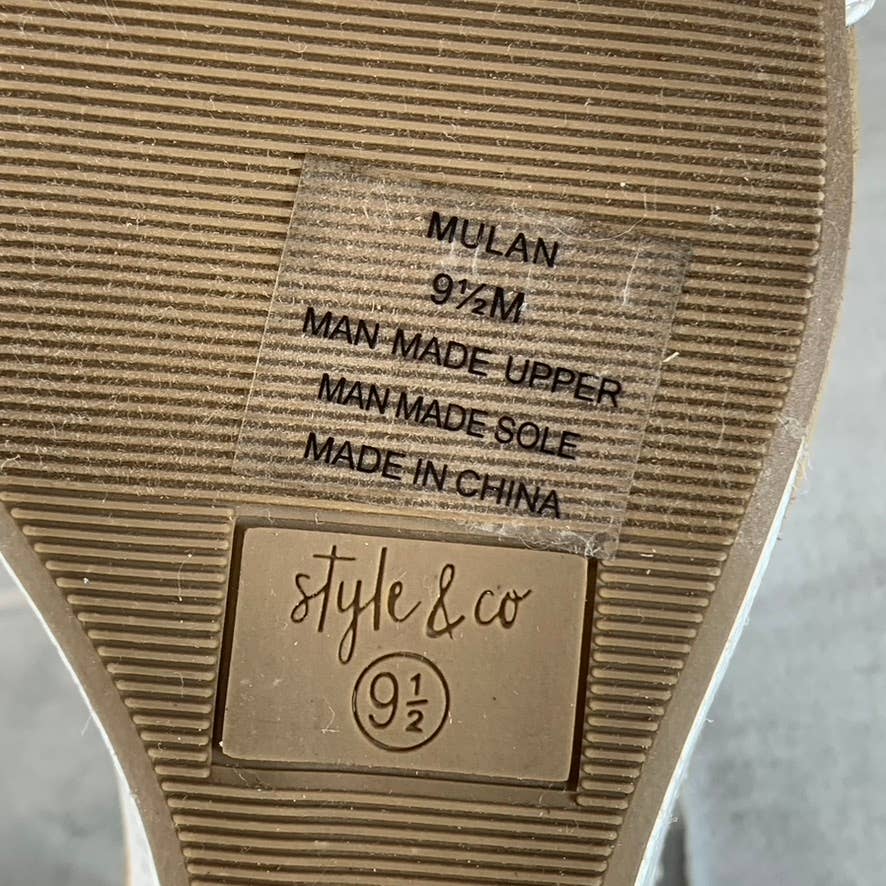 MULAN
9½M
MAN MADE UPPER
MAN MADE SOLE
MADE IN CHINA
style & co
9½